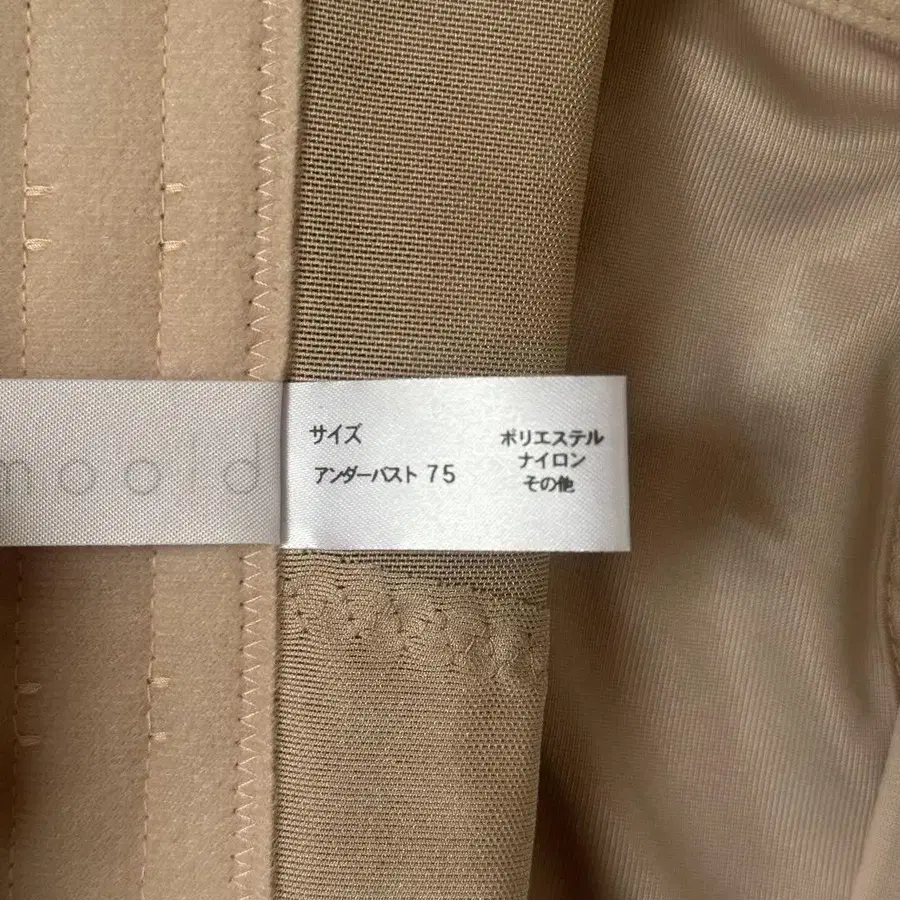 サイズ
アンダーバスト 75
ポリエステル
ナイロン
その他